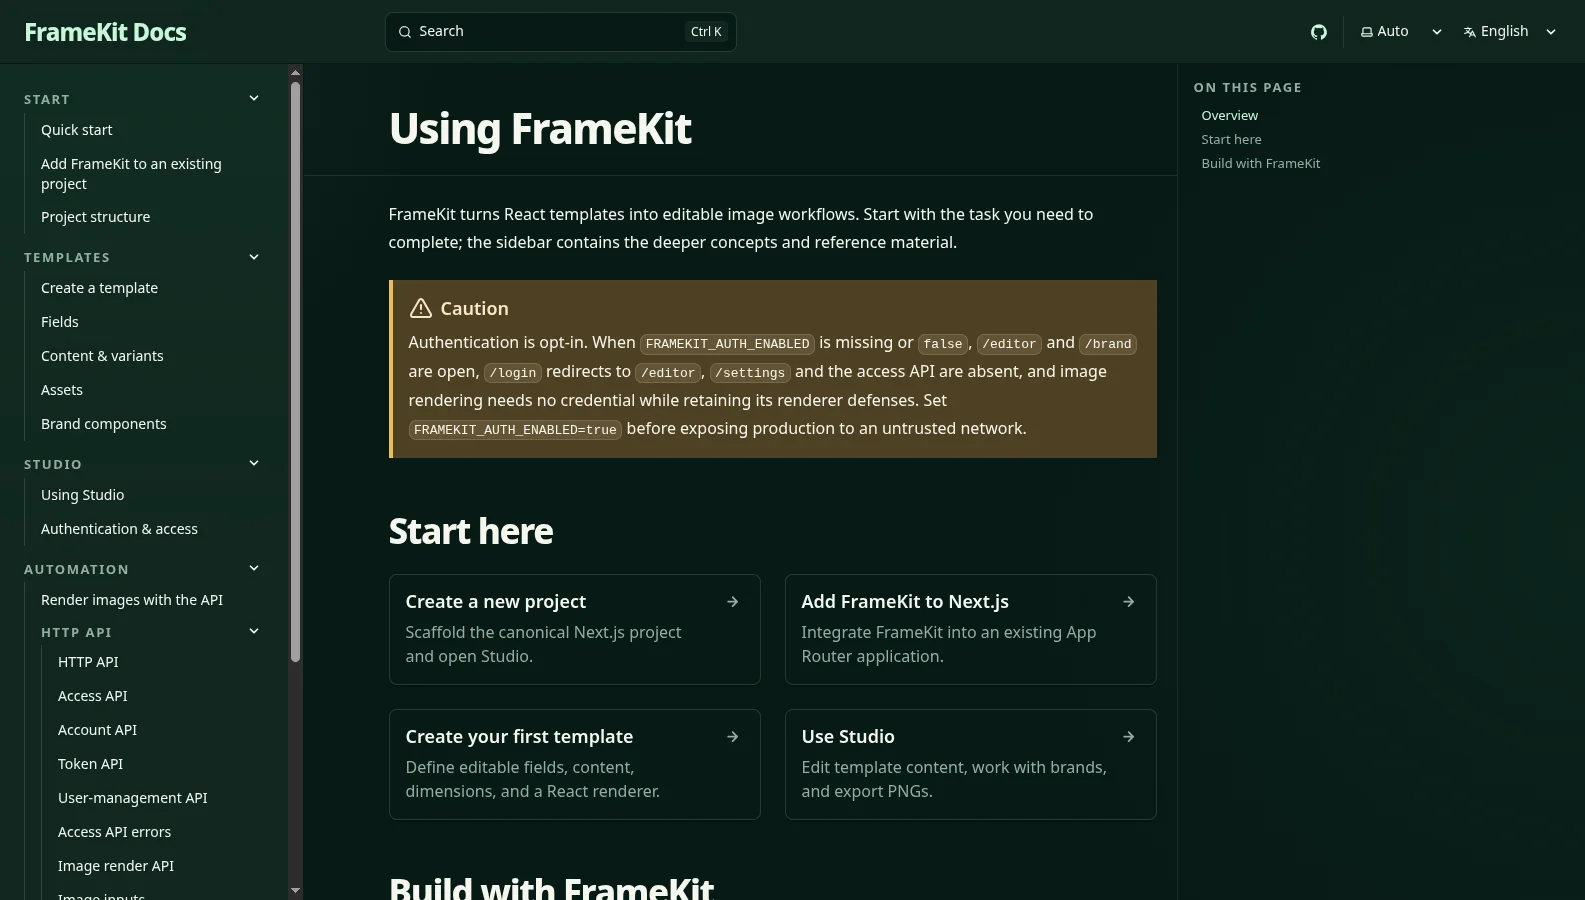 FrameKit Docs
Search
Ctrl K
Auto
English
START
Quick start
Add FrameKit to an existing
project
Project structure
TEMPLATES
Create a template
Fields
Content & variants
Assets
Brand components
STUDIO
Using Studio
Authentication & access
AUTOMATION
Render images with the API
HTTP API
HTTP API
Access API
Account API
Token API
User-management API
Access API errors
Image render API
Image inputs
Using FrameKit
FrameKit turns React templates into editable image workflows. Start with the task you need to
complete; the sidebar contains the deeper concepts and reference material.
Caution
Authentication is opt-in. When FRAMEKIT_AUTH_ENABLED is missing or false, /editor and /brand
are open, /login redirects to /editor, /settings and the access API are absent, and image
rendering needs no credential while retaining its renderer defenses. Set
FRAMEKIT_AUTH_ENABLED=true before exposing production to an untrusted network.
Start here
Create a new project
Scaffold the canonical Next.js project
and open Studio.
Add FrameKit to Next.js
Integrate FrameKit into an existing App
Router application.
Create your first template
Define editable fields, content,
dimensions, and a React renderer.
Use Studio
Edit template content, work with brands,
and export PNGs.
Build with FrameKit
ON THIS PAGE
Overview
Start here
Build with FrameKit